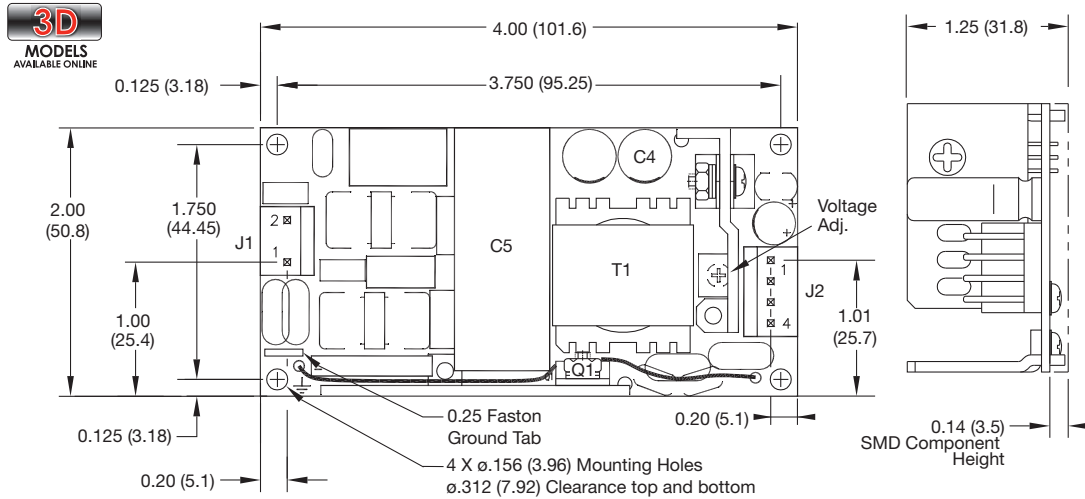 3D
MODELS
AVAILABLE ONLINE
4.00 (101.6)
1.25 (31.8)
0.125 (3.18)
3.750 (95.25)
C4
2.00
(50.8)
1.750
(44.45)
J1
2
1
C5
T1
Voltage
Adj.
+
+
1
4
J2
1.00
(25.4)
1.01
(25.7)
Q1
0.25 Faston
Ground Tab
0.20 (5.1)
0.14 (3.5)
SMD Component
Height
0.125 (3.18)
0.20 (5.1)
4 X ø.156 (3.96) Mounting Holes
ø.312 (7.92) Clearance top and bottom